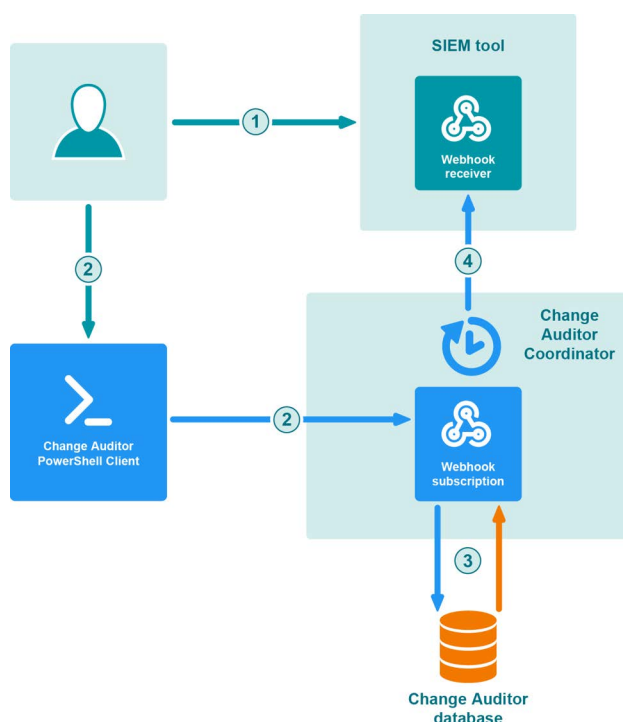 SIEM tool
Webhook
receiver
1
2
4
Change
Auditor
Coordinator
Change Auditor
PowerShell Client
2
Webhook
subscription
3
Change Auditor
database